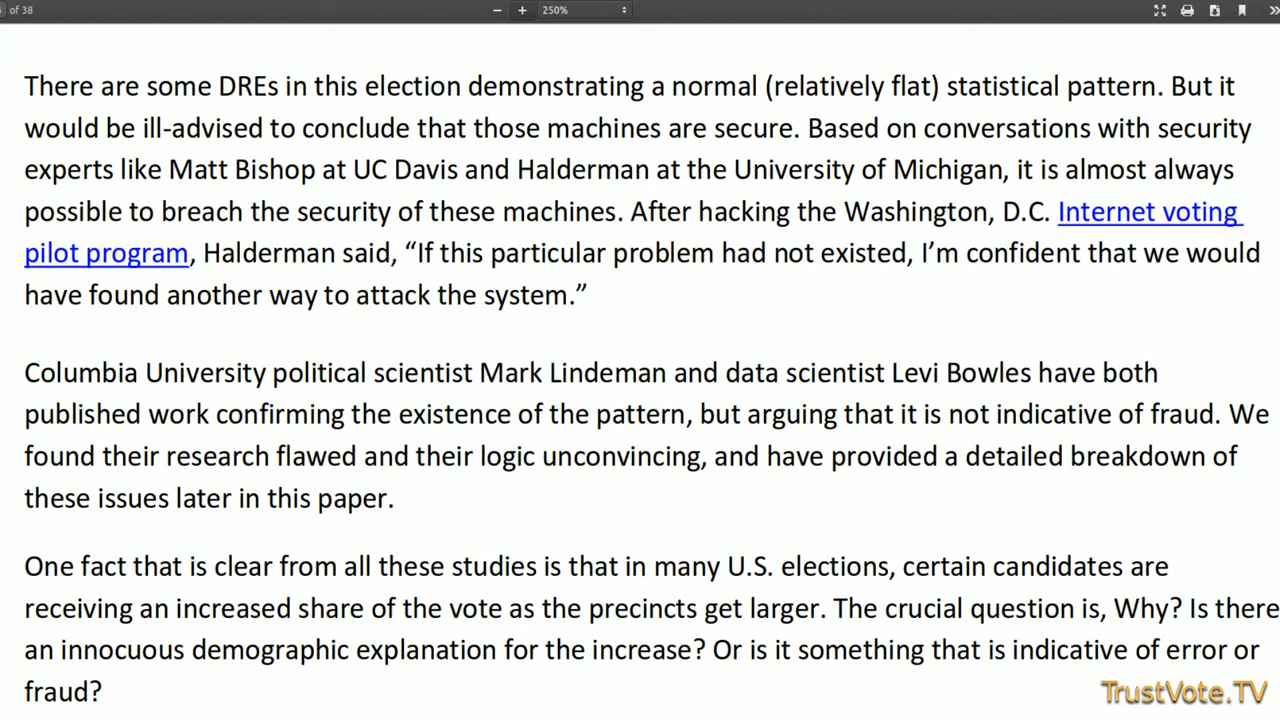 of 38
250%
There are some DREs in this election demonstrating a normal (relatively flat) statistical pattern. But it
would be ill-advised to conclude that those machines are secure. Based on conversations with security
experts like Matt Bishop at UC Davis and Halderman at the University of Michigan, it is almost always
possible to breach the security of these machines. After hacking the Washington, D.C. Internet voting
pilot program, Halderman said, “If this particular problem had not existed, I’m confident that we would
have found another way to attack the system.”
Columbia University political scientist Mark Lindeman and data scientist Levi Bowles have both
published work confirming the existence of the pattern, but arguing that it is not indicative of fraud. We
found their research flawed and their logic unconvincing, and have provided a detailed breakdown of
these issues later in this paper.
One fact that is clear from all these studies is that in many U.S. elections, certain candidates are
receiving an increased share of the vote as the precincts get larger. The crucial question is, Why? Is there
an innocuous demographic explanation for the increase? Or is it something that is indicative of error or
fraud?
TrustVote.TV